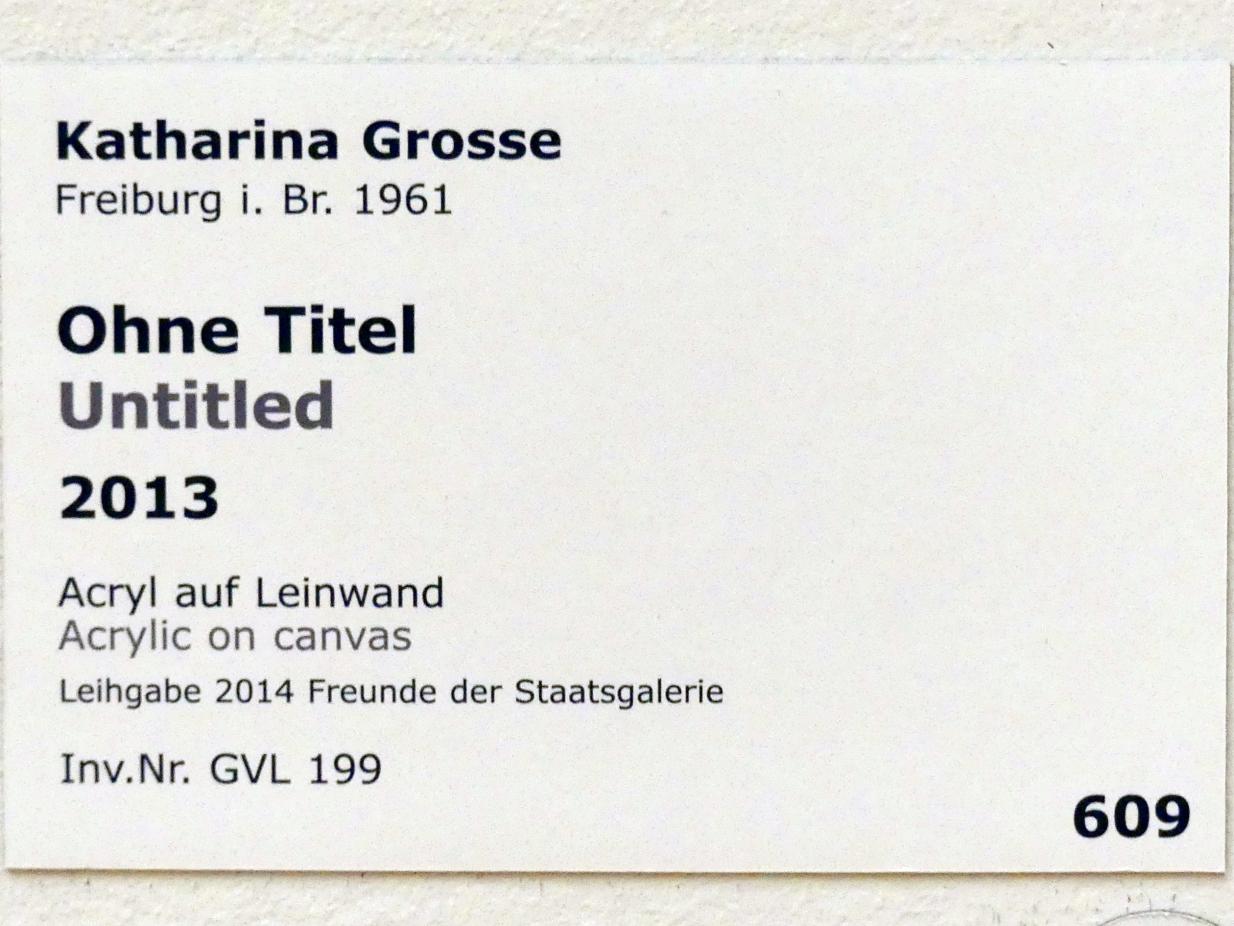 Katharina Grosse
Freiburg i. Br. 1961
Ohne Titel
Untitled
2013
Acryl auf Leinwand
Acrylic on canvas
Leihgabe 2014 Freunde der Staatsgalerie
Inv.Nr. GVL 199
609